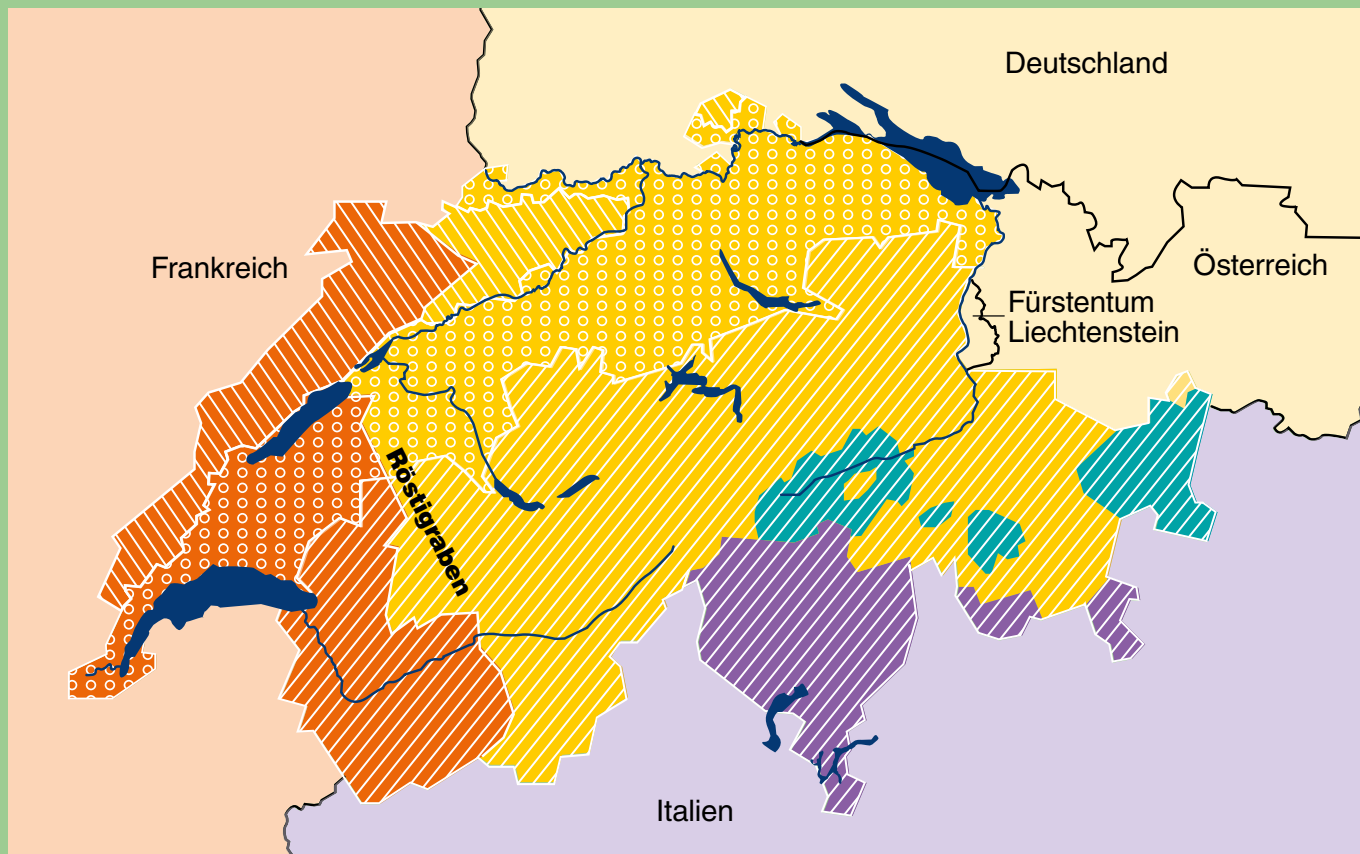 Deutschland
Frankreich
Österreich
Fürstentum
Liechtenstein
Röstigraben
Italien